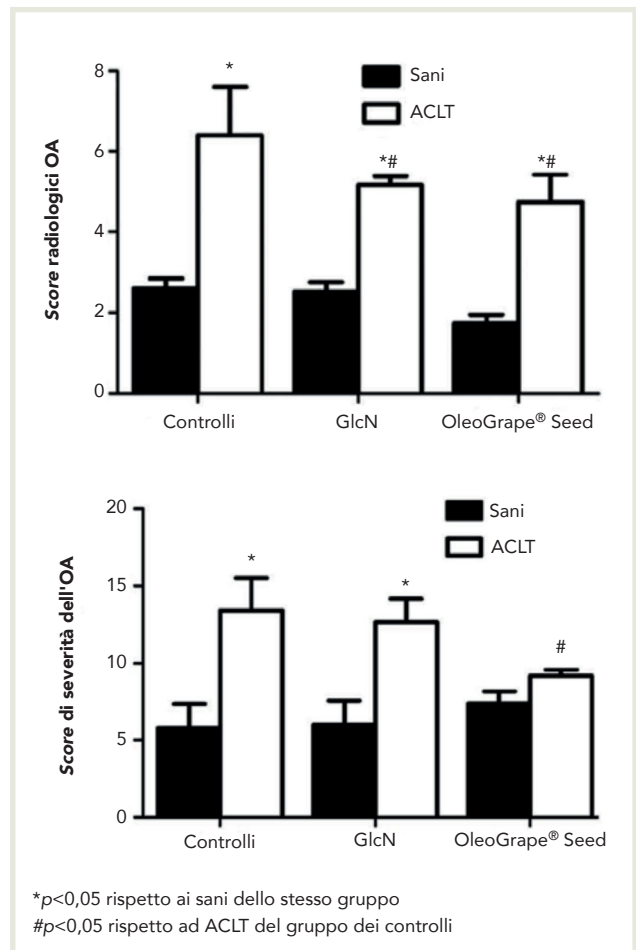 8
6
4
2
0
Score radiologici OA
Sani
ACLT
*
*#
*#
Controlli
GlcN
OleoGrape® Seed
20
15
10
5
0
Score di severità dell'OA
Sani
ACLT
*
*
#
Controlli
GlcN
OleoGrape® Seed
*p<0,05 rispetto ai sani dello stesso gruppo
#p<0,05 rispetto ad ACLT del gruppo dei controlli